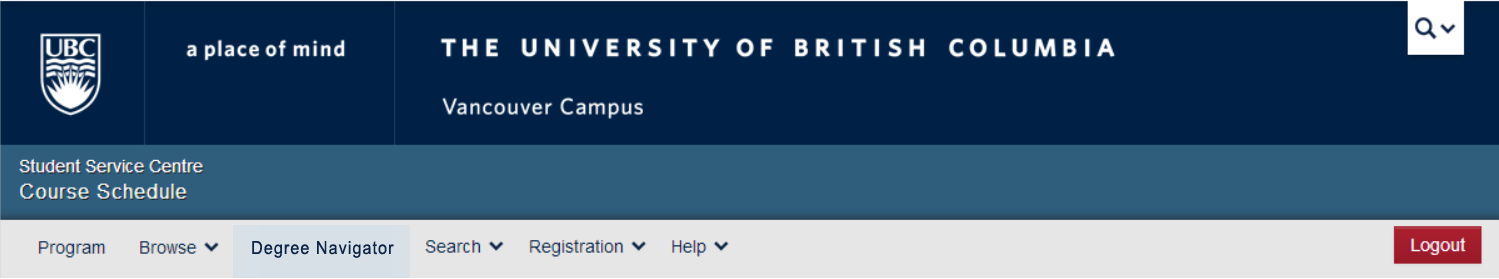 UBC
a place of mind
THE UNIVERSITY OF BRITISH COLUMBIA
Vancouver Campus
Student Service Centre
Course Schedule
Program Browse Degree Navigator Search Registration Help Logout